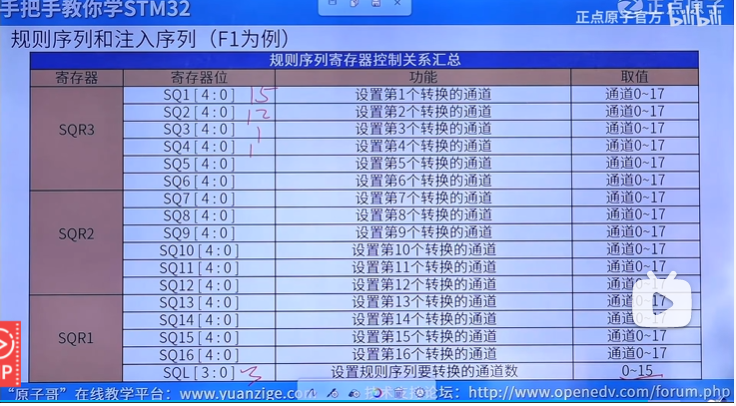 手把手教你学STM32
正点原子
正点原子官方 bilibili
规则序列和注入序列（F1为例）
规则序列寄存器控制关系汇总
寄存器 寄存器位 功能 取值
SQR3
SQ1[4:0] 15 设置第1个转换的通道 通道0~17
SQ2[4:0] 12 设置第2个转换的通道 通道0~17
SQ3[4:0] 1 设置第3个转换的通道 通道0~17
SQ4[4:0] 1 设置第4个转换的通道 通道0~17
SQ5[4:0] 设置第5个转换的通道 通道0~17
SQ6[4:0] 设置第6个转换的通道 通道0~17
SQR2
SQ7[4:0] 设置第7个转换的通道 通道0~17
SQ8[4:0] 设置第8个转换的通道 通道0~17
SQ9[4:0] 设置第9个转换的通道 通道0~17
SQ10[4:0] 设置第10个转换的通道 通道0~17
SQ11[4:0] 设置第11个转换的通道 通道0~17
SQ12[4:0] 设置第12个转换的通道 通道0~17
SQR1
SQ13[4:0] 设置第13个转换的通道 通道0~17
SQ14[4:0] 设置第14个转换的通道 通道0~17
SQ15[4:0] 设置第15个转换的通道 通道0~17
SQ16[4:0] 设置第16个转换的通道 通道0~17
SQL[3:0] 3 设置规则序列要转换的通道数 0~15
P
“原子哥”在线教学平台：www.yuanzige.com 论坛：http://www.openedv.com/forum.php